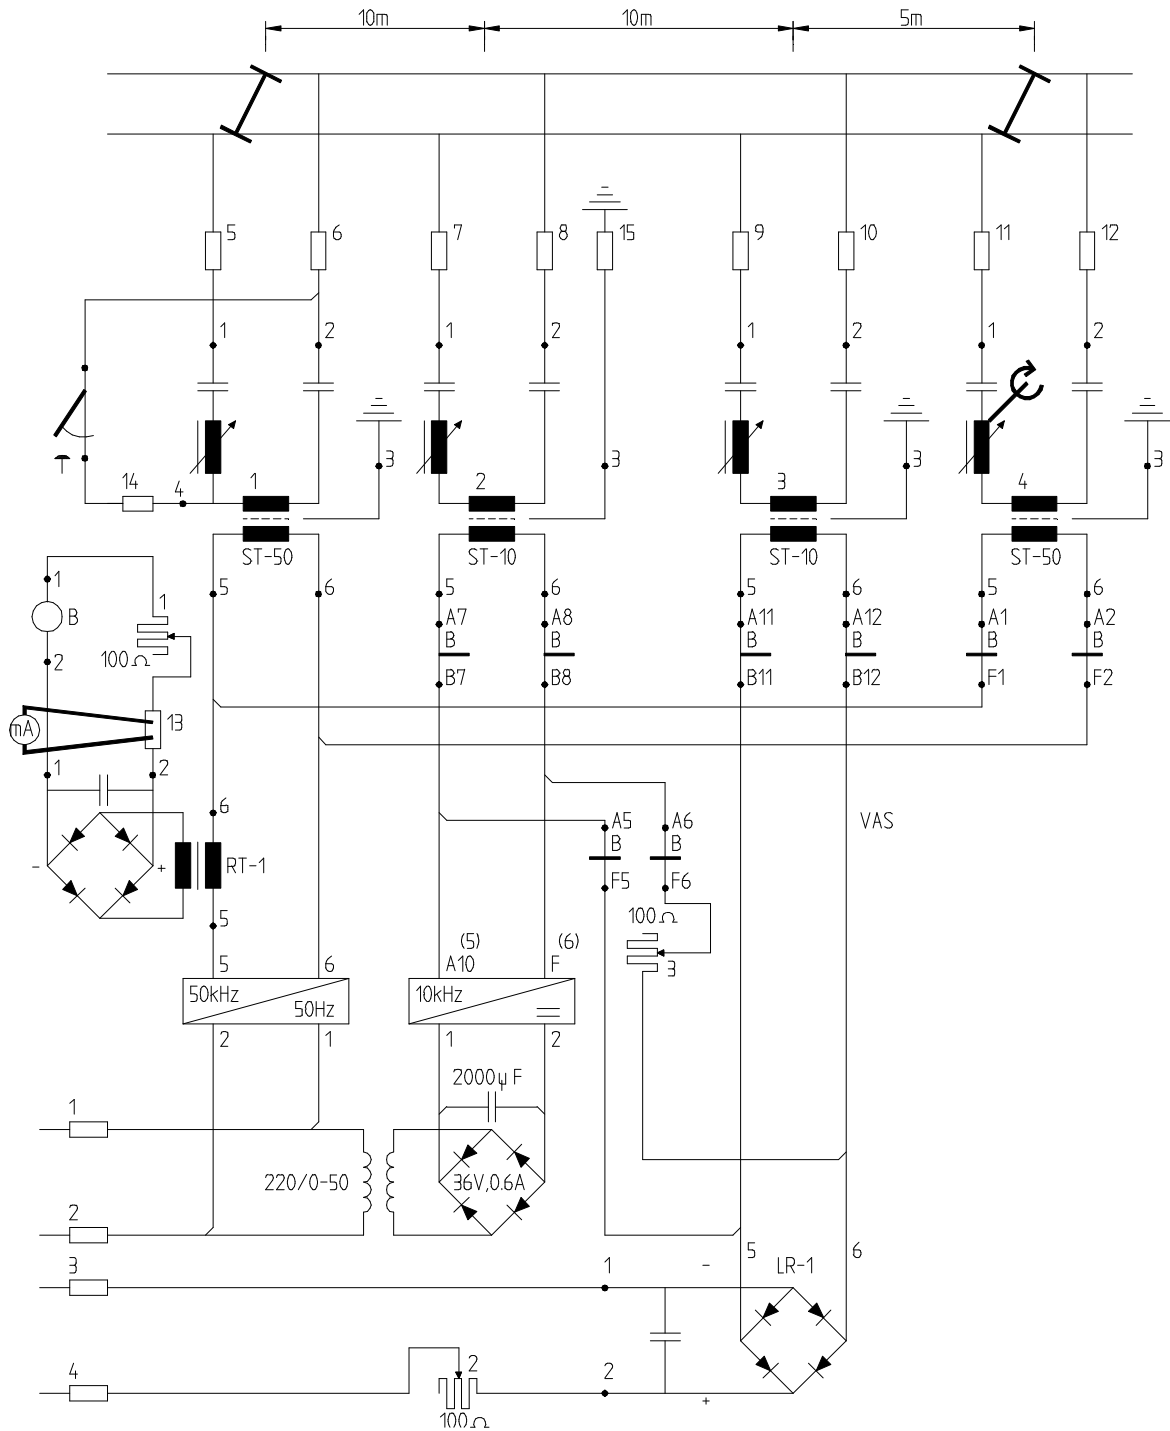 10m 10m 5m
5 6 7 8 15 9 10 11 12
1 2 1 2 1 2 1 2
3 3 3 3
14 4 1 2 3 4
ST-50 ST-10 ST-10 ST-50
1 5 6 5 6 5 6 5 6
1 A7 A8 A11 A12 A1 A2
B B B B B B B
100Ω
2 B7 B8 B11 B12 F1 F2
mA 13
1 2
6 A5 A6 VAS
B B
- + RT-1 F5 F6
5 100Ω
(5) (6)
5 6 A10 F 3
50kHz 10kHz
50Hz
2 1 1 2
2000μF
1
220/0-50 36V,0.6A
2
5 6
3 1 - LR-1
4 2 2
100Ω +